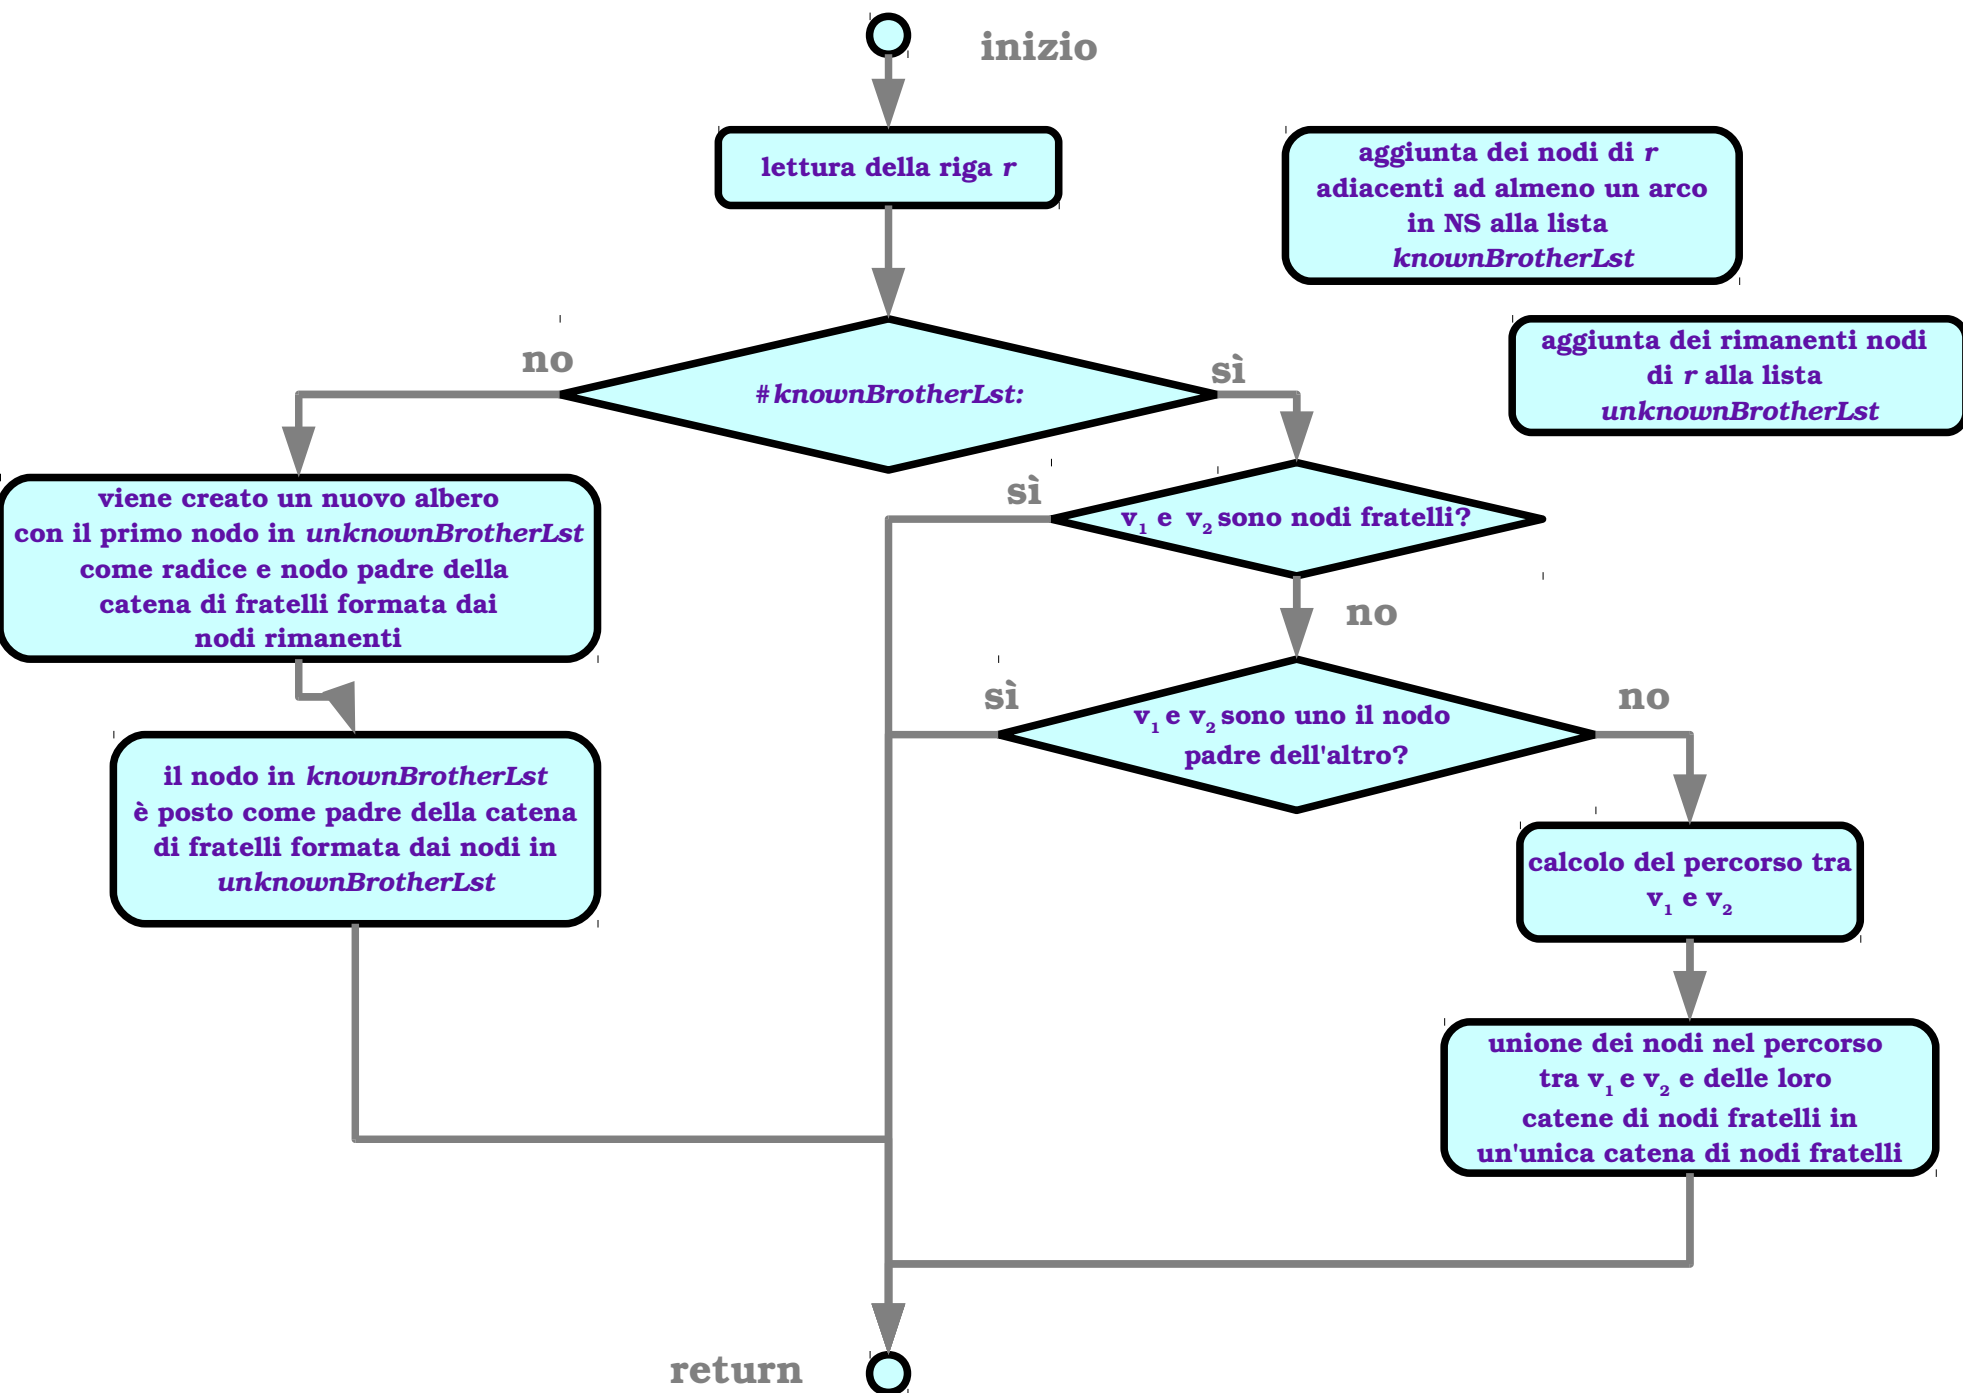 inizio
lettura della riga r
aggiunta dei nodi di r
adiacenti ad almeno un arco
in NS alla lista
knownBrotherLst
aggiunta dei rimanenti nodi
di r alla lista
unknownBrotherLst
no
#knownBrotherLst:
sì
viene creato un nuovo albero
con il primo nodo in unknownBrotherLst
come radice e nodo padre della
catena di fratelli formata dai
nodi rimanenti
sì
v1 e v2 sono nodi fratelli?
no
sì
v1 e v2 sono uno il nodo
padre dell'altro?
no
il nodo in knownBrotherLst
è posto come padre della catena
di fratelli formata dai nodi in
unknownBrotherLst
calcolo del percorso tra
v1 e v2
unione dei nodi nel percorso
tra v1 e v2 e delle loro
catene di nodi fratelli in
un'unica catena di nodi fratelli
return